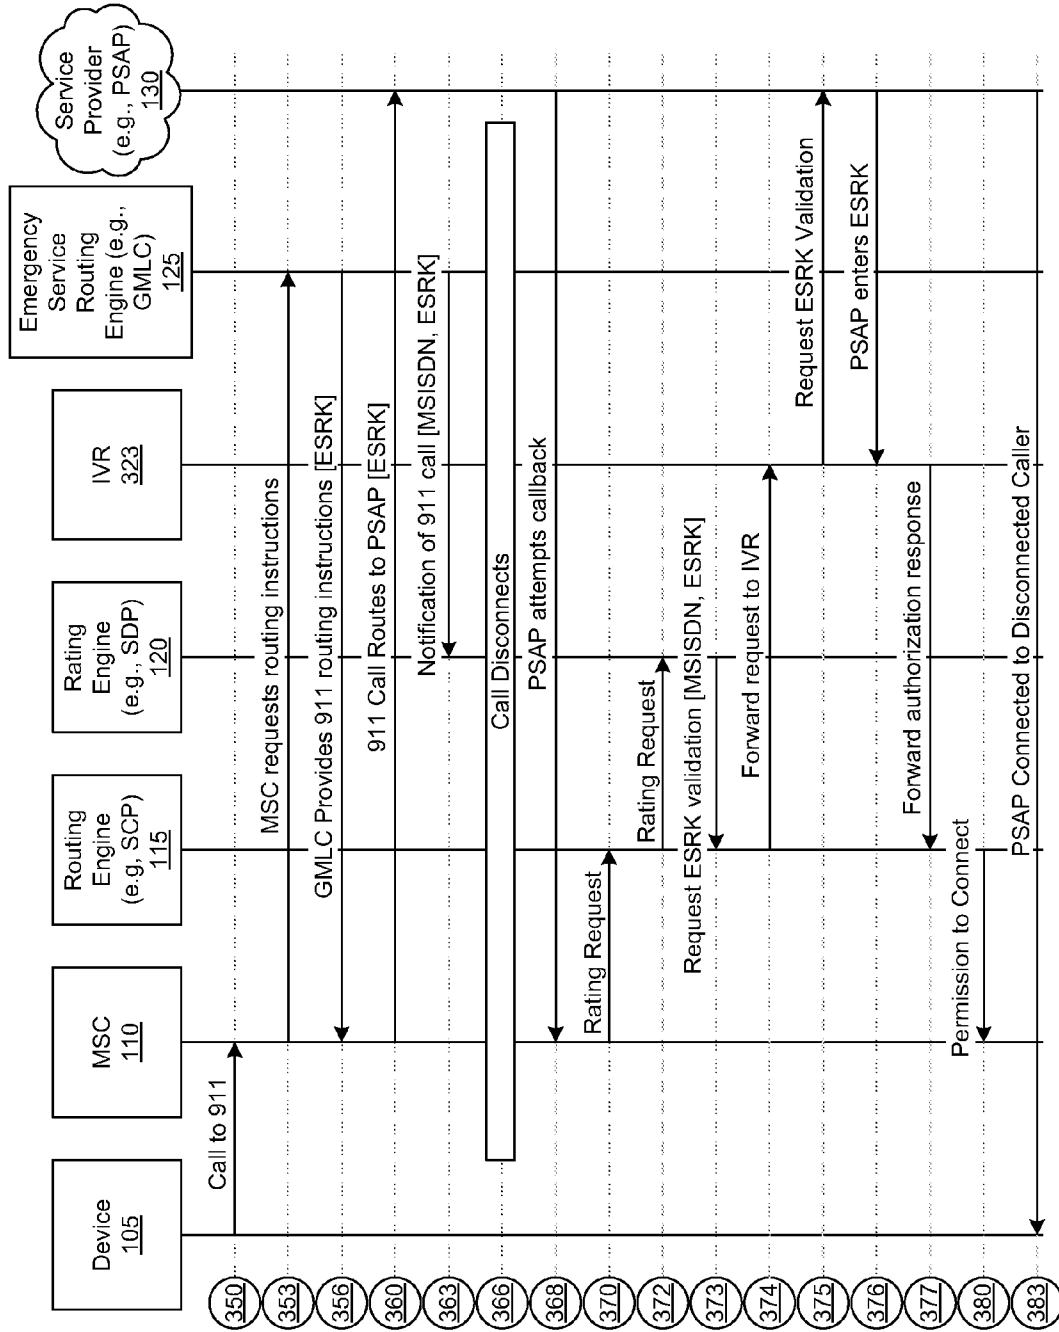 Device
105
MSC
110
Routing
Engine
(e.g, SCP)
115
Rating
Engine
(e.g., SDP)
120
IVR
323
Emergency
Service
Routing
Engine (e.g.,
GMLC)
125
Service
Provider
(e.g., PSAP)
130
350
Call to 911
353
MSC requests routing instructions
356
GMLC Provides 911 routing instructions [ESRK]
360
911 Call Routes to PSAP [ESRK]
363
Notification of 911 call [MSISDN, ESRK]
366
Call Disconnects
368
PSAP attempts callback
370
Rating Request
372
Rating Request
373
Request ESRK validation [MSISDN, ESRK]
374
Forward request to IVR
375
Request ESRK Validation
376
PSAP enters ESRK
377
Forward authorization response
380
Permission to Connect
383
PSAP Connected to Disconnected Caller